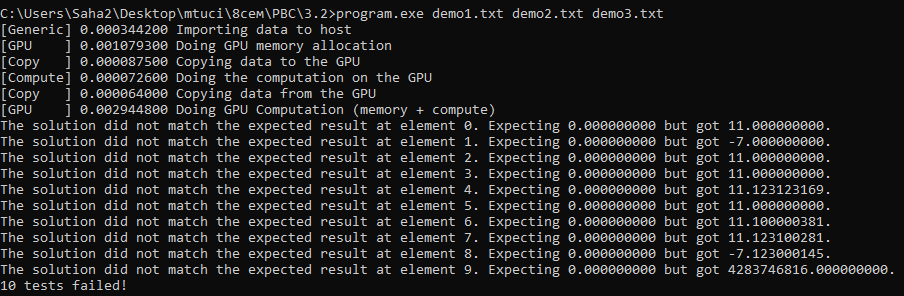 C:\Users\Saha2\Desktop\mtuci\8сем\РВС\3.2>program.exe demo1.txt demo2.txt demo3.txt
[Generic] 0.000344200 Importing data to host
[GPU    ] 0.001079300 Doing GPU memory allocation
[Copy   ] 0.000087500 Copying data to the GPU
[Compute] 0.000072600 Doing the computation on the GPU
[Copy   ] 0.000064000 Copying data from the GPU
[GPU    ] 0.002944800 Doing GPU Computation (memory + compute)
The solution did not match the expected result at element 0. Expecting 0.000000000 but got 11.000000000.
The solution did not match the expected result at element 1. Expecting 0.000000000 but got -7.000000000.
The solution did not match the expected result at element 2. Expecting 0.000000000 but got 11.000000000.
The solution did not match the expected result at element 3. Expecting 0.000000000 but got 11.000000000.
The solution did not match the expected result at element 4. Expecting 0.000000000 but got 11.123123169.
The solution did not match the expected result at element 5. Expecting 0.000000000 but got 11.000000000.
The solution did not match the expected result at element 6. Expecting 0.000000000 but got 11.100000381.
The solution did not match the expected result at element 7. Expecting 0.000000000 but got 11.123100281.
The solution did not match the expected result at element 8. Expecting 0.000000000 but got -7.123000145.
The solution did not match the expected result at element 9. Expecting 0.000000000 but got 4283746816.000000000.
10 tests failed!